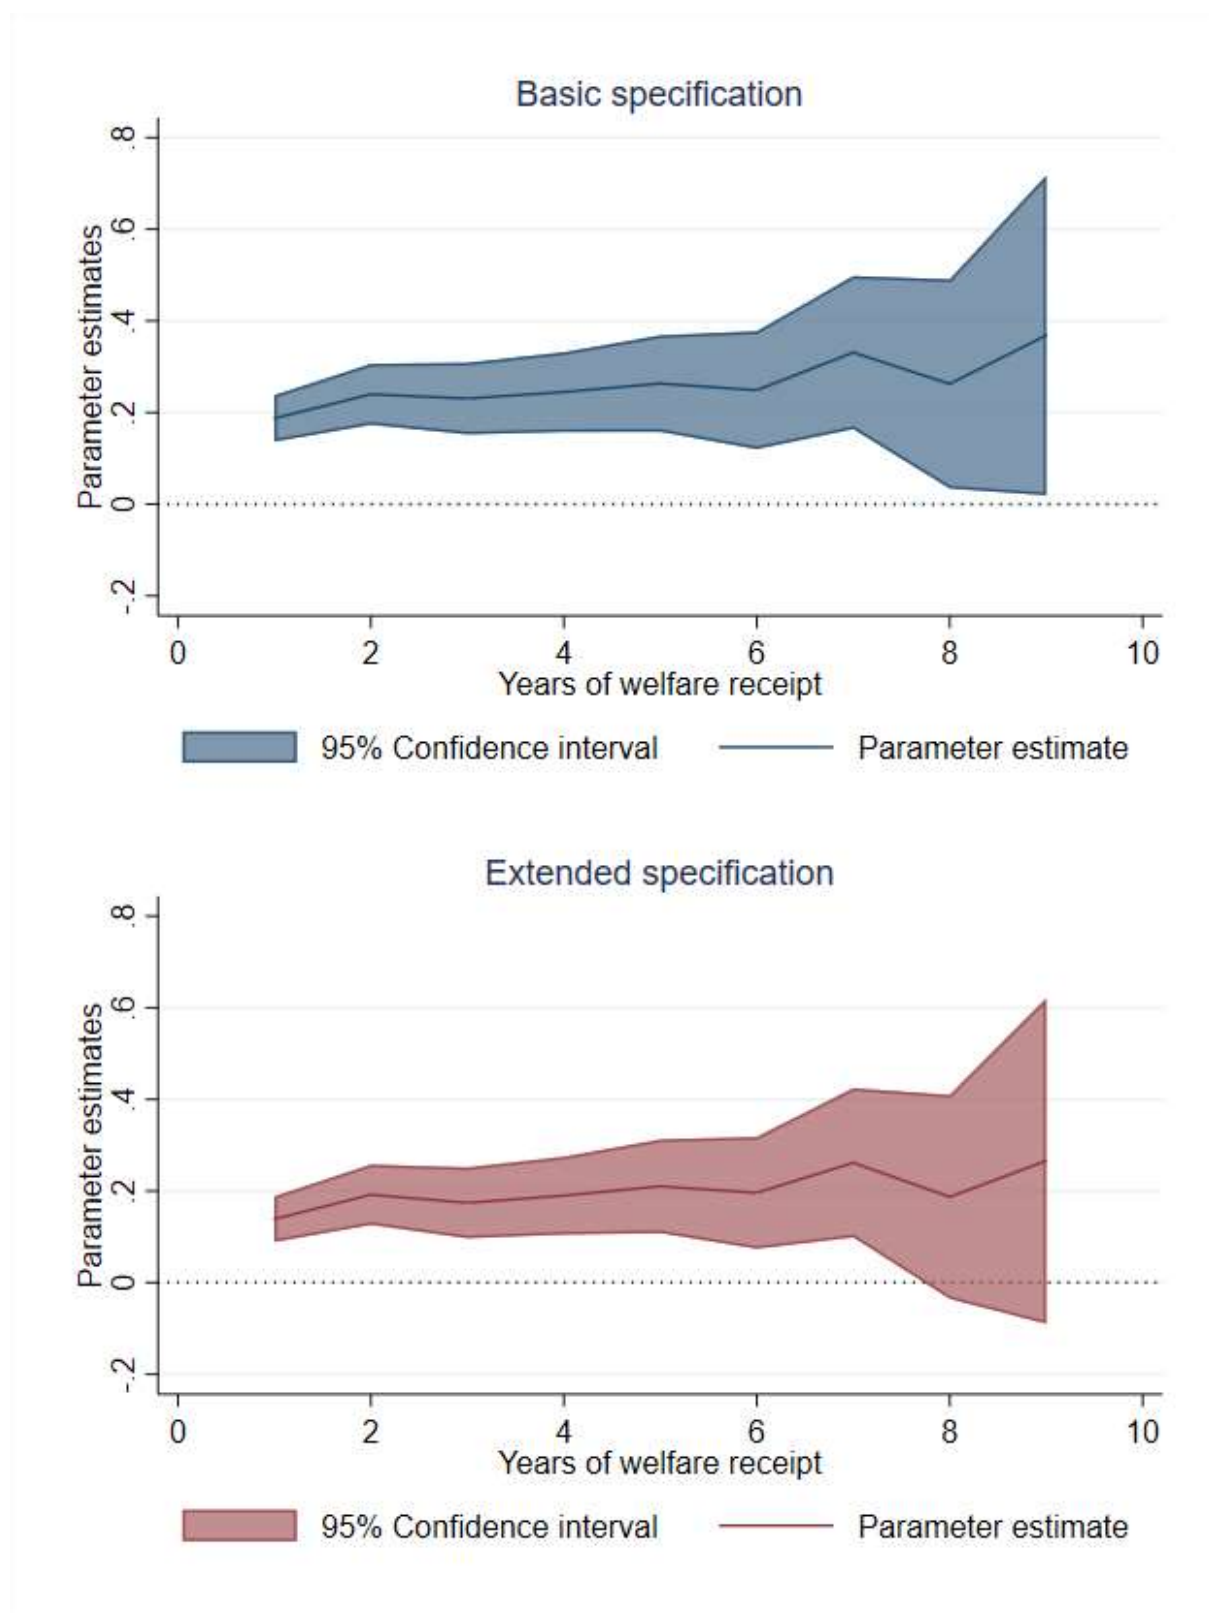 Basic specification
Parameter estimates
.8
.6
.4
.2
0
-.2
0 2 4 6 8 10
Years of welfare receipt
95% Confidence interval Parameter estimate
Extended specification
Parameter estimates
.8
.6
.4
.2
0
-.2
0 2 4 6 8 10
Years of welfare receipt
95% Confidence interval Parameter estimate